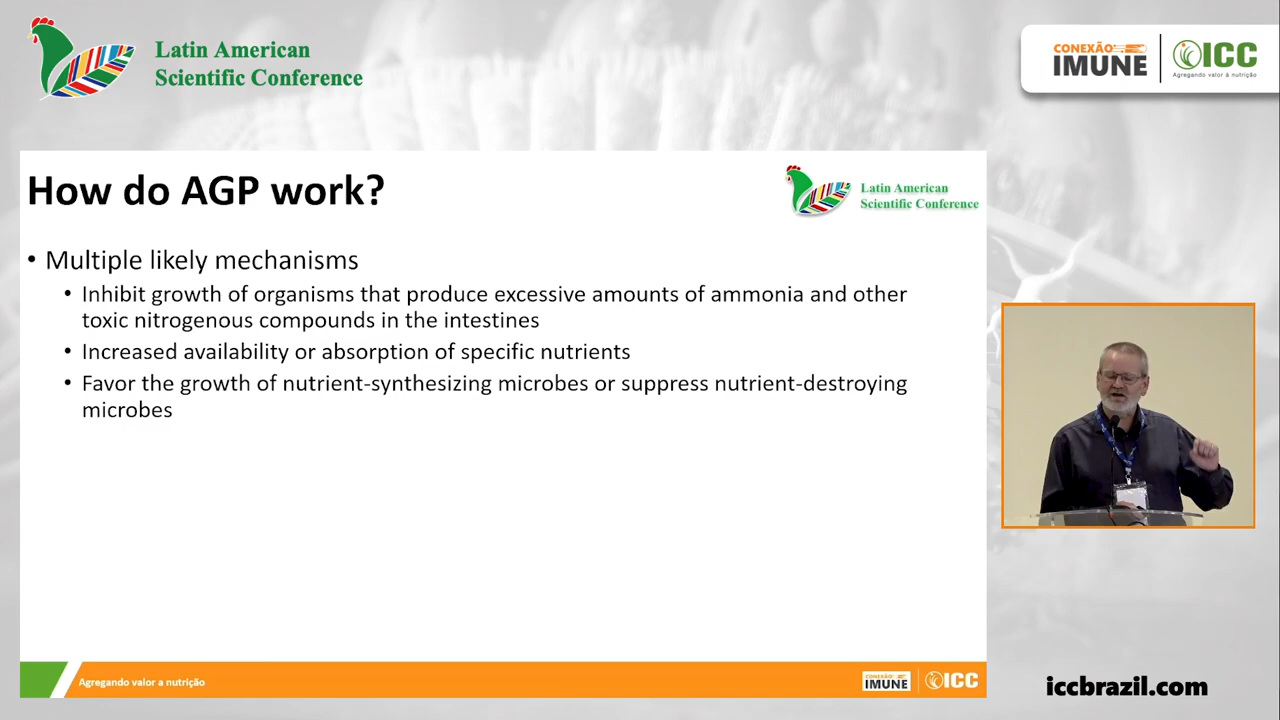 Latin American
Scientific Conference
CONEXÃO
IMUNE
ICC
Agregando valor à nutrição
How do AGP work?
Latin American
Scientific Conference
• Multiple likely mechanisms
• Inhibit growth of organisms that produce excessive amounts of ammonia and other
toxic nitrogenous compounds in the intestines
• Increased availability or absorption of specific nutrients
• Favor the growth of nutrient-synthesizing microbes or suppress nutrient-destroying
microbes
Agregando valor a nutrição
CONEXÃO
IMUNE
ICC
iccbrazil.com